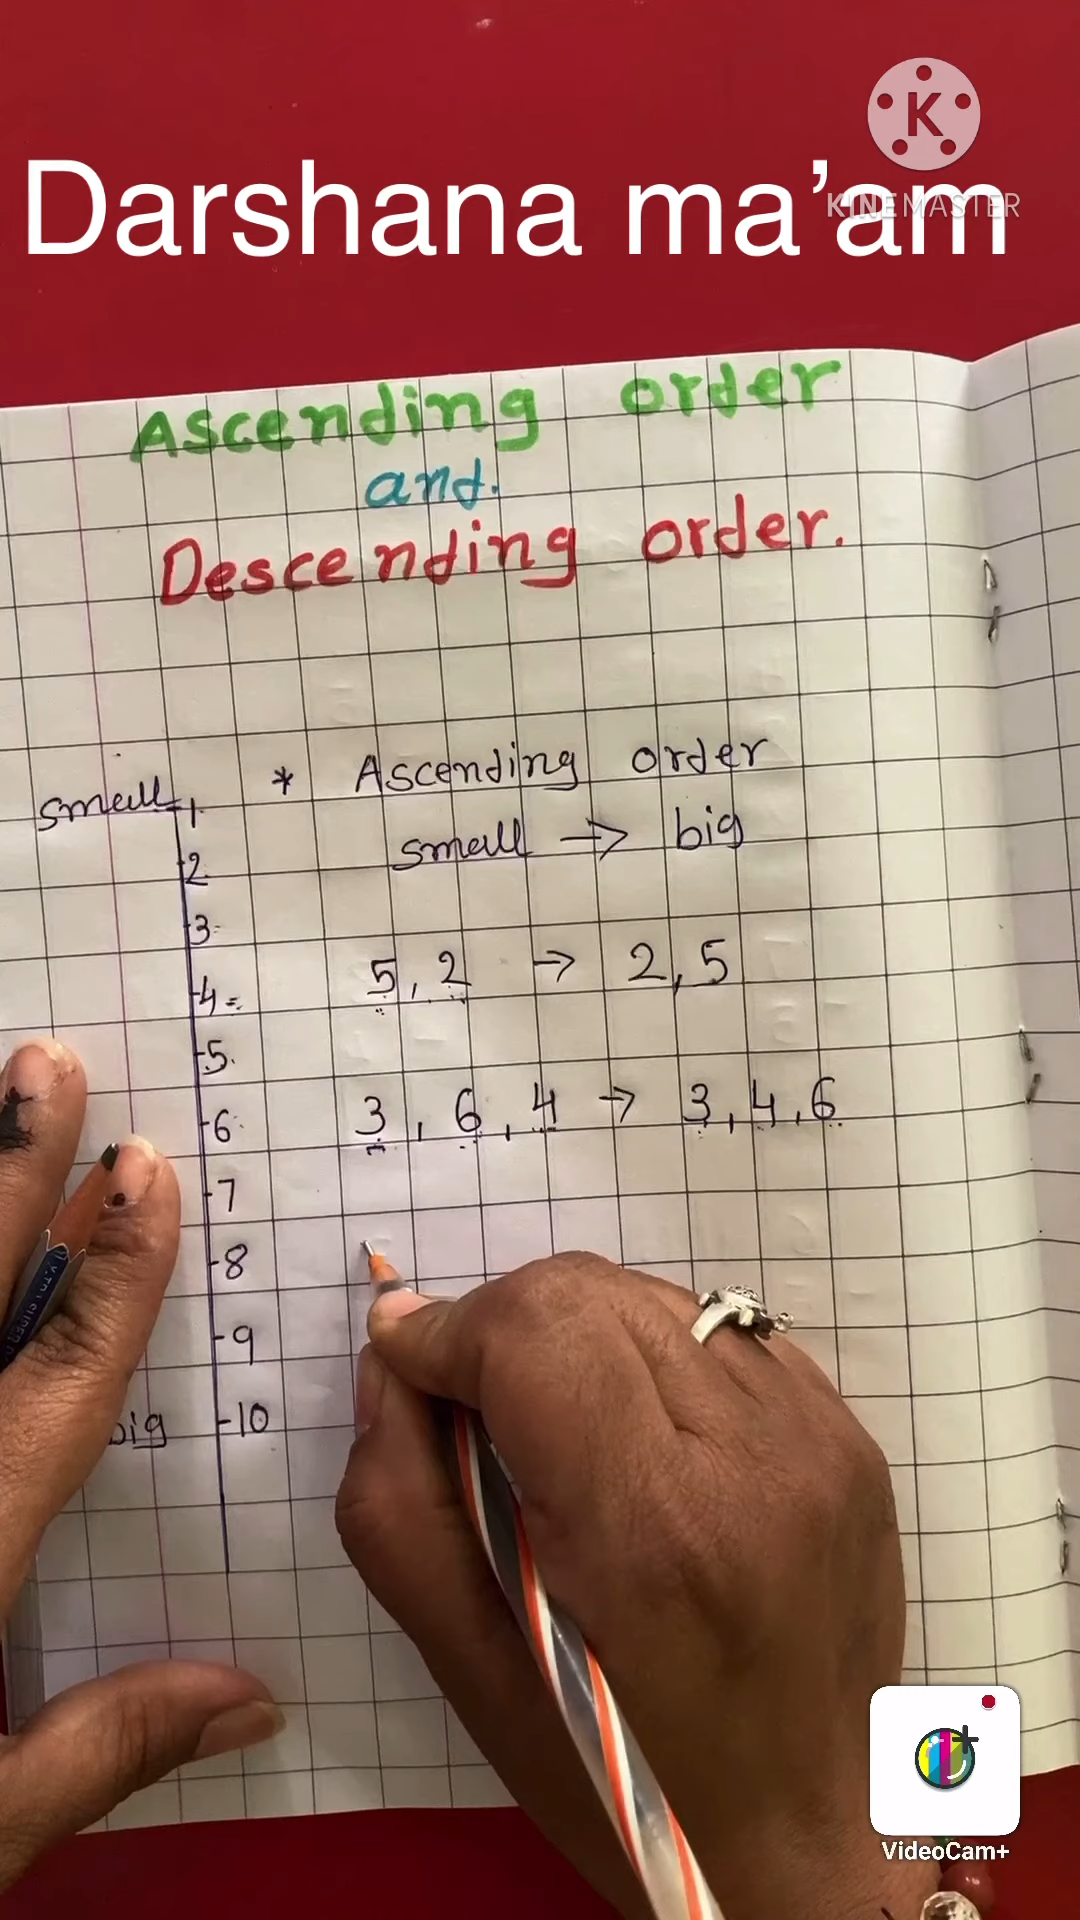 K
KINEMASTER
Darshana ma’am
Ascending order
and.
Descending order.
* Ascending order
small → big
5, 2 → 2, 5
3, 6, 4 → 3, 4, 6
small 1
2
3
4
5
6
7
8
9
big 10
VideoCam+